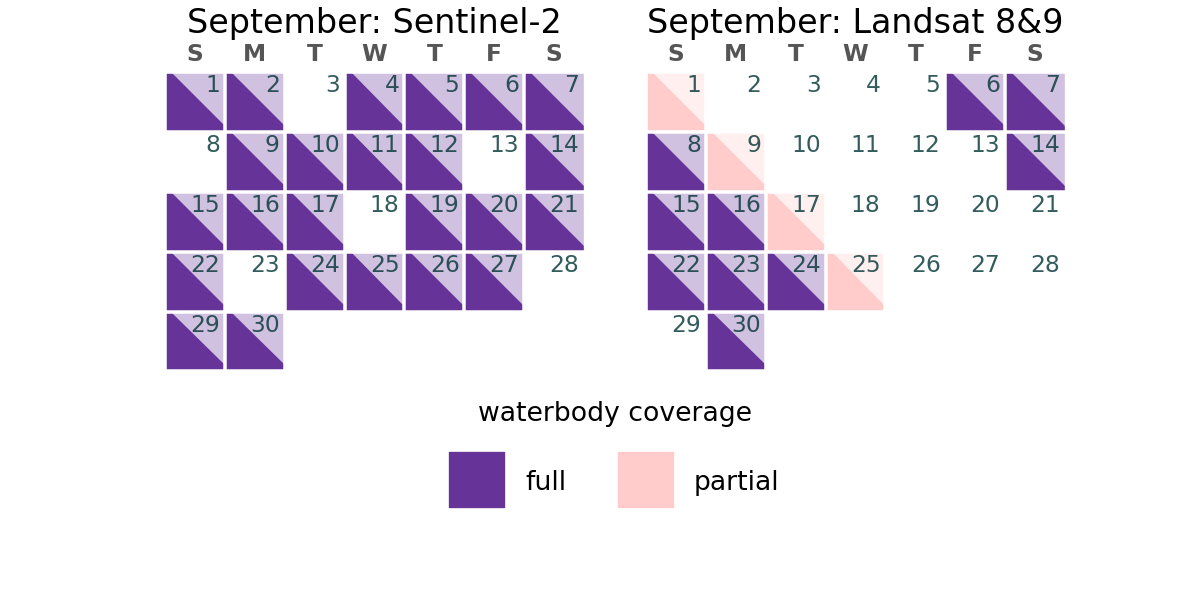 September: Sentinel-2
S M T W T F S
1 2 3 4 5 6 7
8 9 10 11 12 13 14
15 16 17 18 19 20 21
22 23 24 25 26 27 28
29 30
September: Landsat 8&9
S M T W T F S
1 2 3 4 5 6 7
8 9 10 11 12 13 14
15 16 17 18 19 20 21
22 23 24 25 26 27 28
29 30
waterbody coverage
full partial